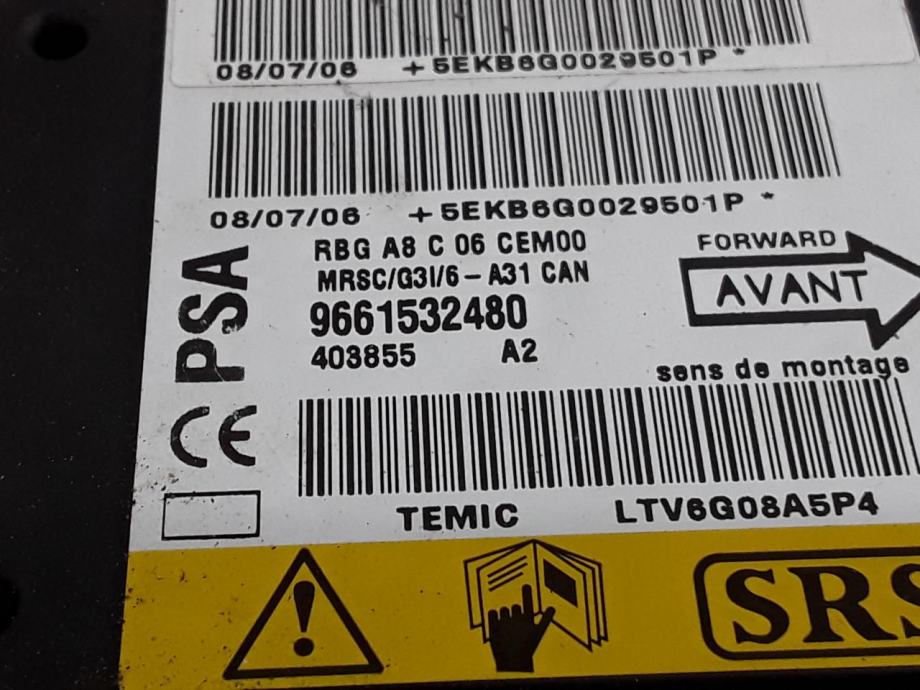 08/07/06 +5EKB6G0029501P *
08/07/06 +5EKB6G0029501P *
PSA
RBG A8 C 06 CEM00
MRSC/G3I/6 - A31 CAN
9661532480
403855 A2
FORWARD
AVANT
sens de montage
CE
TEMIC LTV6G08A5P4
SRS